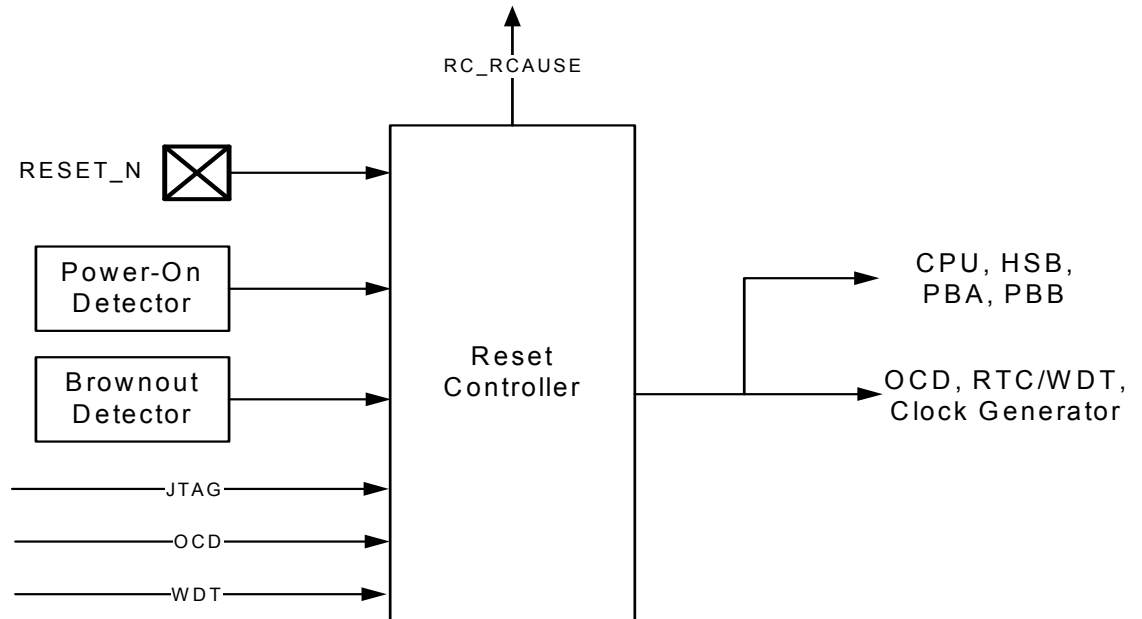 RC_RCAUSE
RESET_N
Power-On
Detector
Brownout
Detector
JTAG
OCD
WDT
Reset
Controller
CPU, HSB,
PBA, PBB
OCD, RTC/WDT,
Clock Generator